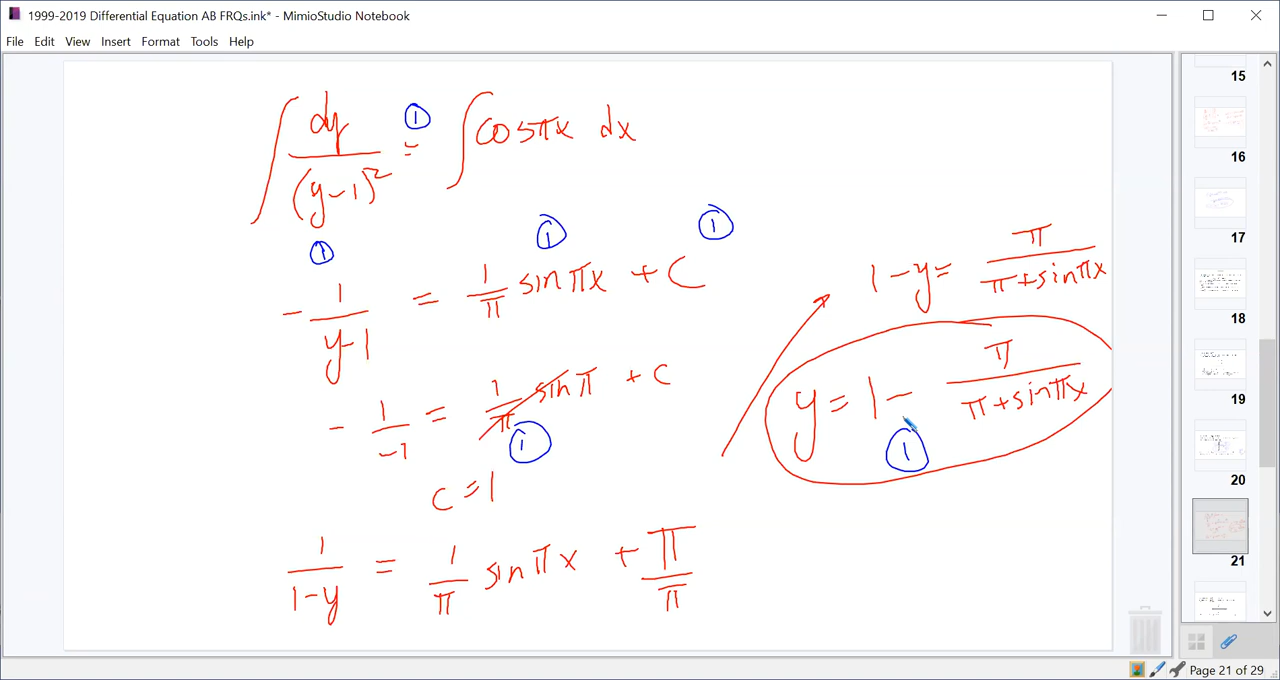 1999-2019 Differential Equation AB FRQs.ink* - MimioStudio Notebook
File Edit View Insert Format Tools Help
∫ dy/(y-1)² = ∫ cos πx dx
① 
①
① ①
-1/(y-1) = 1/π sin πx + C
-1/-1 = 1/π sin π + C
①
c = 1
1/(1-y) = 1/π sin πx + π/π
1-y = π/(π+sin πx)
y = 1 - π/(π+sin πx)
①
15
16
17
18
19
20
21
Page 21 of 29